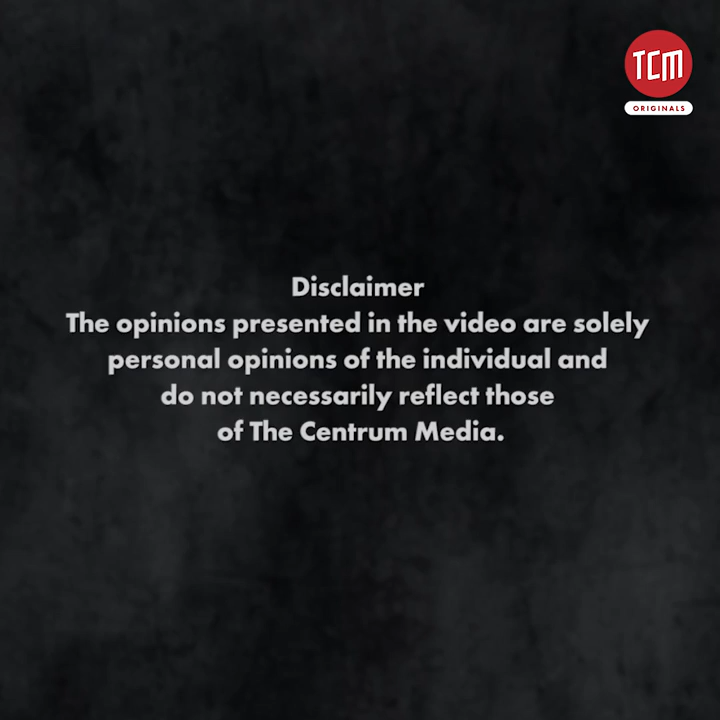 TCM
ORIGINALS
Disclaimer
The opinions presented in the video are solely
personal opinions of the individual and
do not necessarily reflect those
of The Centrum Media.